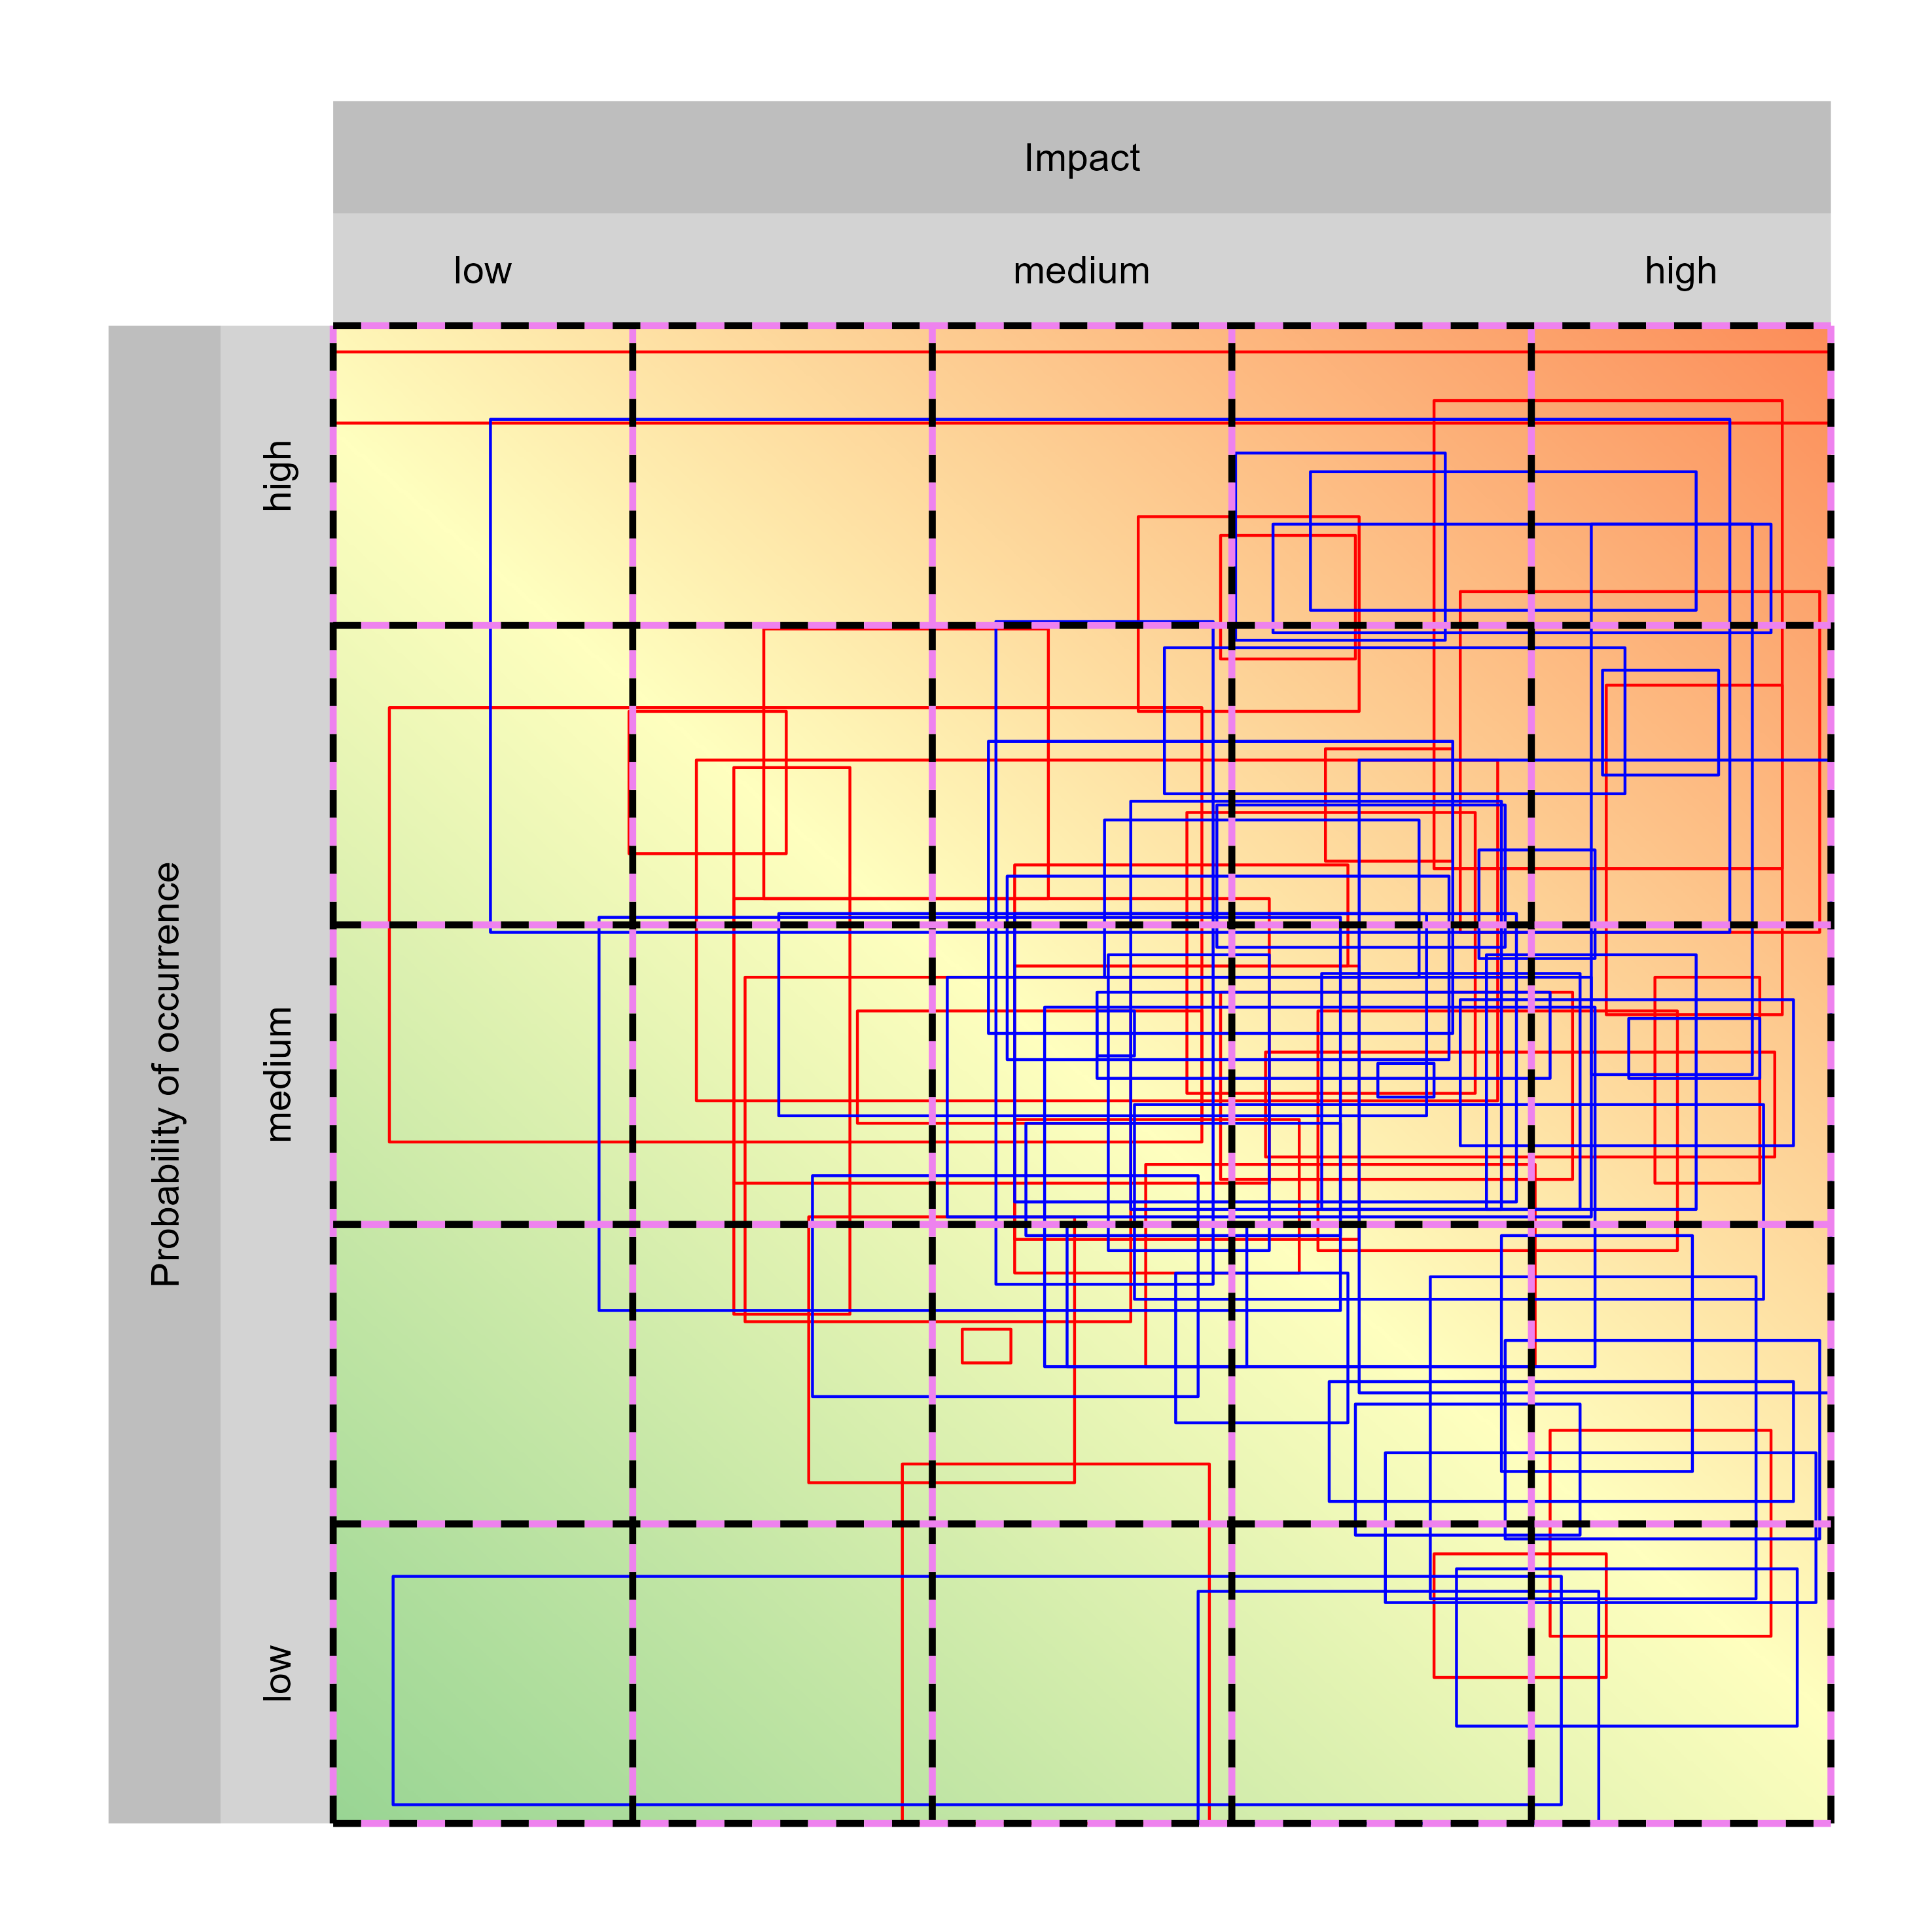 Impact
low
medium
high
Probability of occurrence
high
medium
low